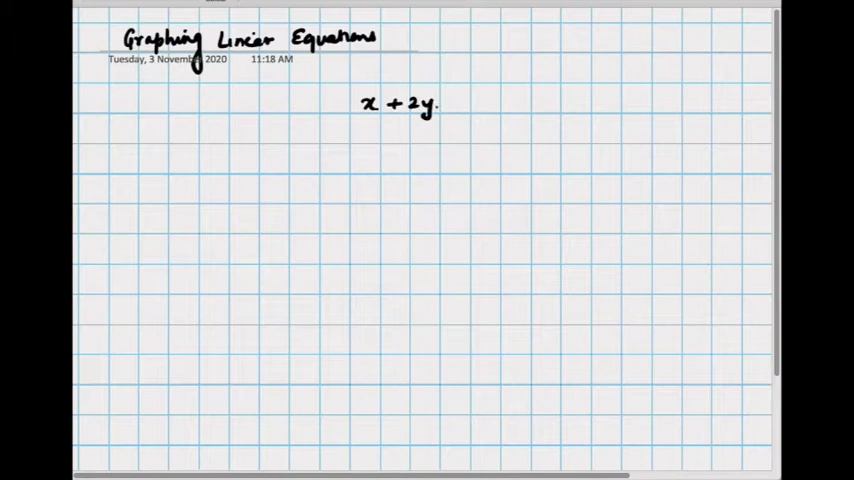 Graphing Linear Equations
Tuesday, 3 November 2020 11:18 AM
x + 2y